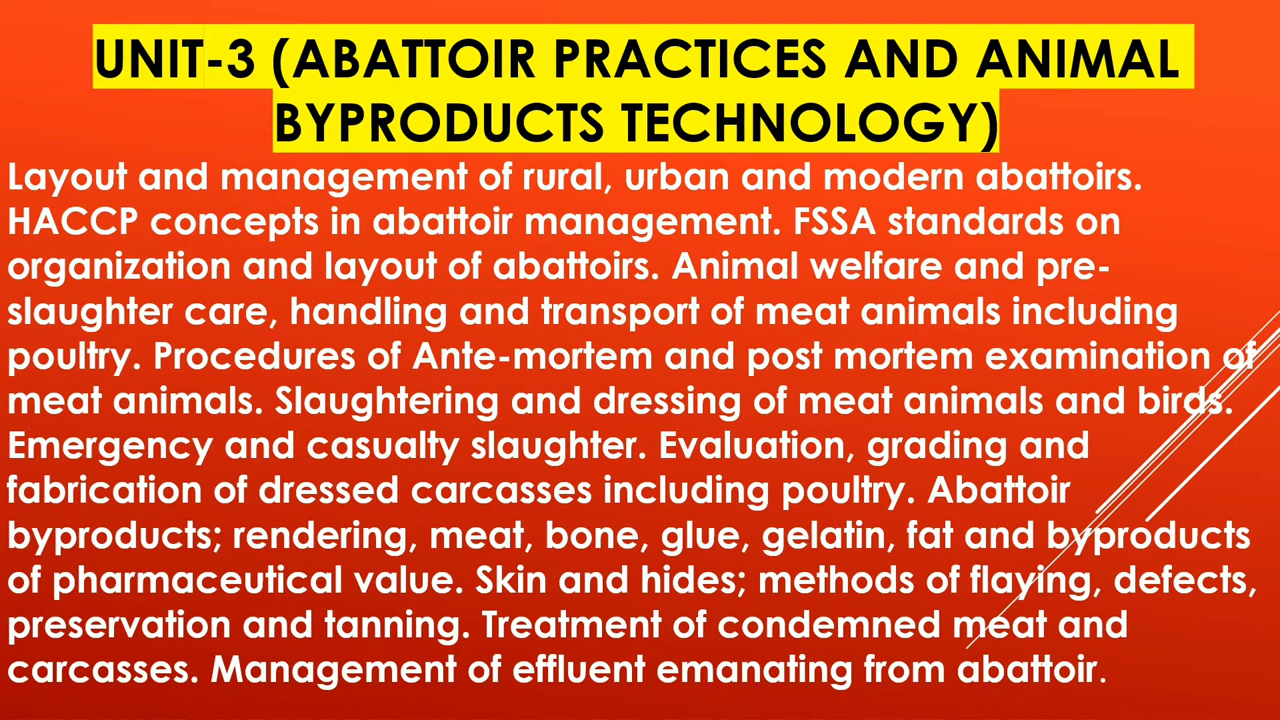 UNIT-3 (ABATTOIR PRACTICES AND ANIMAL
BYPRODUCTS TECHNOLOGY)
Layout and management of rural, urban and modern abattoirs.
HACCP concepts in abattoir management. FSSA standards on
organization and layout of abattoirs. Animal welfare and pre-
slaughter care, handling and transport of meat animals including
poultry. Procedures of Ante-mortem and post mortem examination of
meat animals. Slaughtering and dressing of meat animals and birds.
Emergency and casualty slaughter. Evaluation, grading and
fabrication of dressed carcasses including poultry. Abattoir
byproducts; rendering, meat, bone, glue, gelatin, fat and byproducts
of pharmaceutical value. Skin and hides; methods of flaying, defects,
preservation and tanning. Treatment of condemned meat and
carcasses. Management of effluent emanating from abattoir.